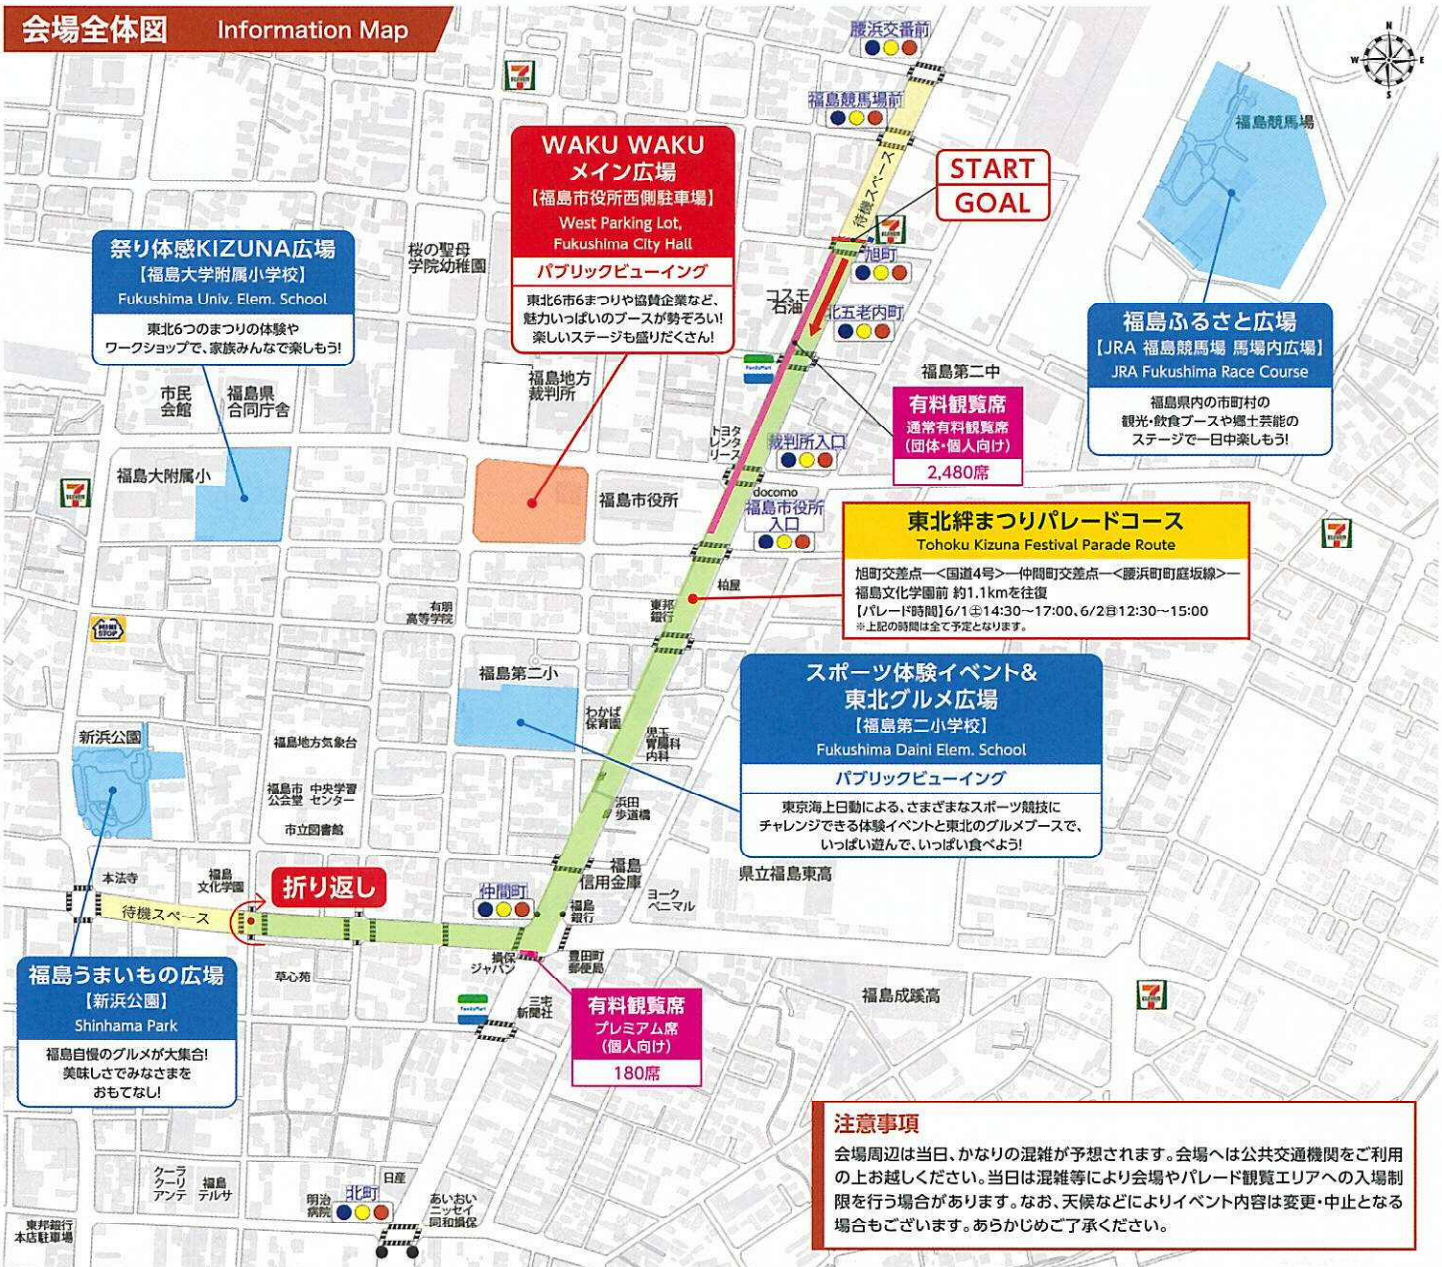 会場全体図 Information Map
N
W E
S
腰浜交番前
福島競馬場前
待機スペース
START
GOAL
福島競馬場
WAKU WAKU
メイン広場
【福島市役所西側駐車場】
West Parking Lot,
Fukushima City Hall
パブリックビューイング
東北6市6まつりや協賛企業など、
魅力いっぱいのブースが勢ぞろい!
楽しいステージも盛りだくさん!
祭り体感KIZUNA広場
【福島大学附属小学校】
Fukushima Univ. Elem. School
東北6つのまつりの体験や
ワークショップで、家族みんなで楽しもう!
桜の聖母
学院幼稚園
旭町
コスモ
石油
北五老内町
福島ふるさと広場
【JRA 福島競馬場 馬場内広場】
JRA Fukushima Race Course
福島県内の市町村の
観光・飲食ブースや郷土芸能の
ステージで一日中楽しもう!
FamilyMart
福島第二中
市民
会館
福島県
合同庁舎
福島地方
裁判所
有料観覧席
通常有料観覧席
(団体・個人向け)
2,480席
トヨタ
レンタ
リース
裁判所入口
福島大附属小
福島市役所
docomo
福島市役所
入口
東北絆まつりパレードコース
Tohoku Kizuna Festival Parade Route
旭町交差点―<国道4号>―仲間町交差点―<腰浜町町庭坂線>―
福島文化学園前 約1.1kmを往復
【パレード時間】6/1㊏14:30～17:00、6/2㊐12:30～15:00
※上記の時間は全て予定となります。
柏屋
東邦
銀行
有明
高等学院
MINI
STOP
福島第二小
わかば
保育園
児玉
胃腸科
内科
スポーツ体験イベント&
東北グルメ広場
【福島第二小学校】
Fukushima Daini Elem. School
パブリックビューイング
東京海上日動による、さまざまなスポーツ競技に
チャレンジできる体験イベントと東北のグルメブースで、
いっぱい遊んで、いっぱい食べよう!
新浜公園
福島地方気象台
福島市
公会堂
中央学習
センター
市立図書館
浜田
歩道橋
福島
信用金庫
県立福島東高
本法寺
福島
文化学園
折り返し
待機スペース
仲間町
福島
銀行
ヨーク
ベニマル
草心苑
損保
ジャパン
豊田町
郵便局
福島うまいもの広場
【新浜公園】
Shinhama Park
福島自慢のグルメが大集合!
美味しさでみなさまを
おもてなし!
FamilyMart
三宅
新聞社
有料観覧席
プレミアム席
(個人向け)
180席
福島成蹊高
注意事項
会場周辺は当日、かなりの混雑が予想されます。会場へは公共交通機関をご利用
の上お越しください。当日は混雑等により会場やパレード観覧エリアへの入場制
限を行う場合があります。なお、天候などによりイベント内容は変更・中止となる
場合もございます。あらかじめご了承ください。
クーラ
クーリ
アンテ
福島
テルサ
明治
病院
北町
日産
あいおい
ニッセイ
同和損保
東邦銀行
本店駐車場